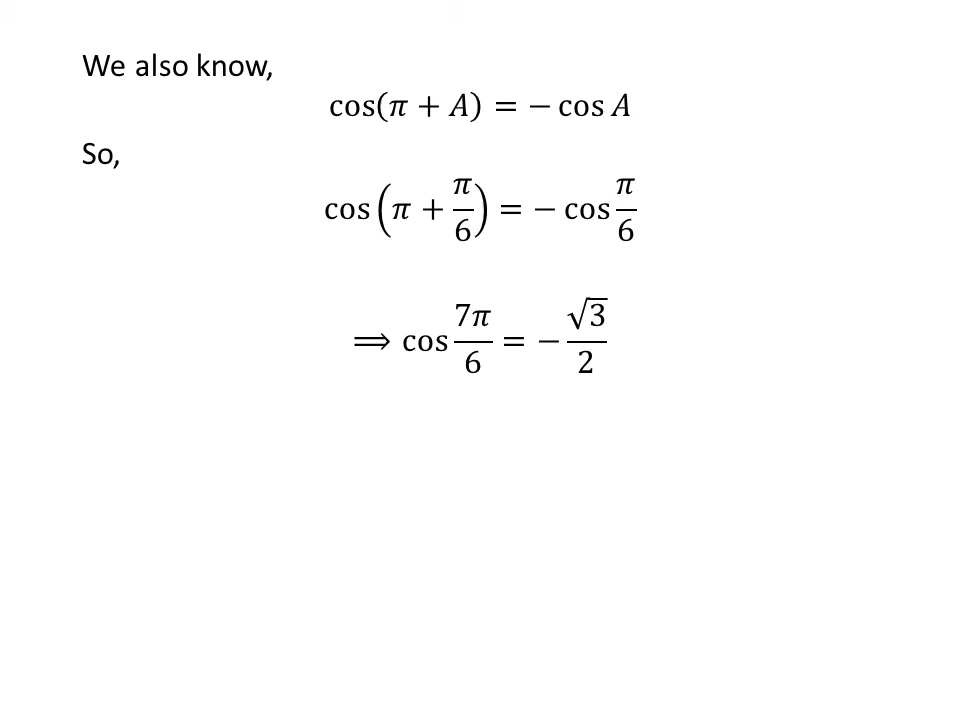 We also know,
cos(π + A) = − cos A
So,
cos (π + π/6) = − cos π/6
⟹ cos 7π/6 = − √3/2